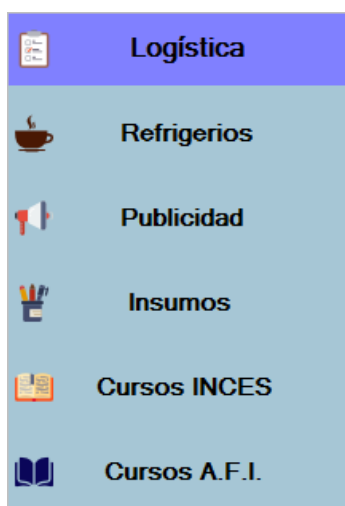 Logística
Refrigerios
Publicidad
Insumos
Cursos INCES
Cursos A.F.I.